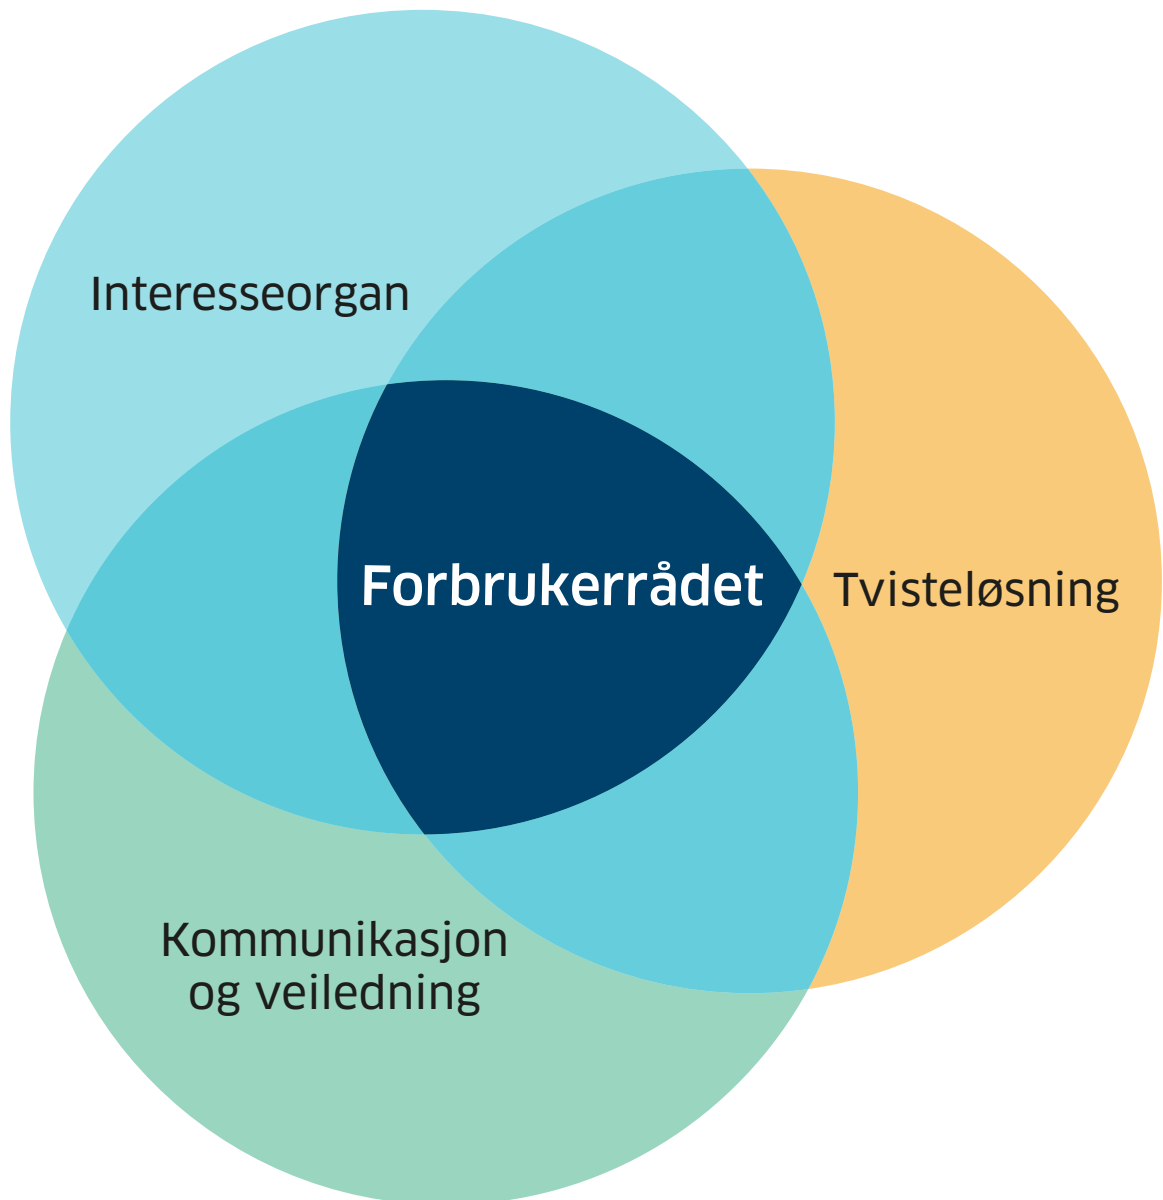 Interesseorgan
Forbrukerrådet
Tvisteløsning
Kommunikasjon
og veiledning